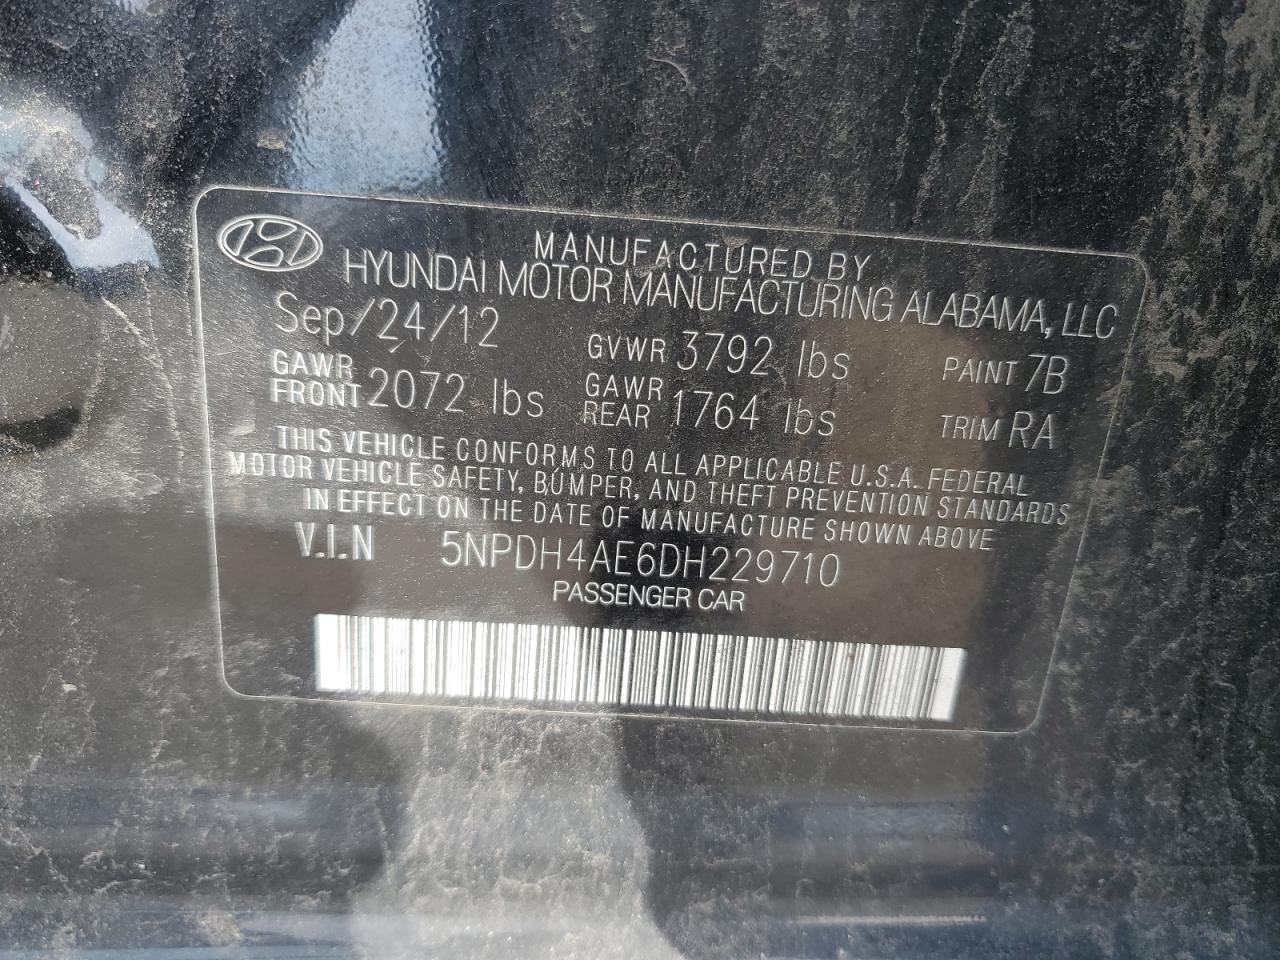 MANUFACTURED BY
HYUNDAI MOTOR MANUFACTURING ALABAMA, LLC
Sep/24/12 GVWR 3792 lbs PAINT 7B
GAWR FRONT 2072 lbs GAWR REAR 1764 lbs TRIM RA
THIS VEHICLE CONFORMS TO ALL APPLICABLE U.S.A. FEDERAL
MOTOR VEHICLE SAFETY, BUMPER, AND THEFT PREVENTION STANDARDS
IN EFFECT ON THE DATE OF MANUFACTURE SHOWN ABOVE
V.I.N 5NPDH4AE6DH229710
PASSENGER CAR